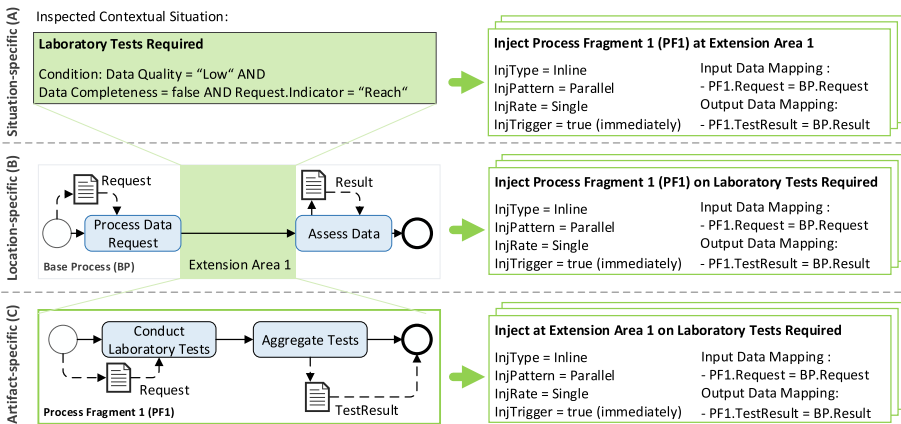 Situation-specific (A)
Inspected Contextual Situation:
Laboratory Tests Required
Condition: Data Quality = “Low“ AND
Data Completeness = false AND Request.Indicator = “Reach“
Inject Process Fragment 1 (PF1) at Extension Area 1
InjType = Inline
InjPattern = Parallel
InjRate = Single
InjTrigger = true (immediately)
Input Data Mapping :
- PF1.Request = BP.Request
Output Data Mapping:
- PF1.TestResult = BP.Result
Location-specific (B)
Request
Process Data
Request
Base Process (BP)
Extension Area 1
Result
Assess Data
Inject Process Fragment 1 (PF1) on Laboratory Tests Required
InjType = Inline
InjPattern = Parallel
InjRate = Single
InjTrigger = true (immediately)
Input Data Mapping :
- PF1.Request = BP.Request
Output Data Mapping:
- PF1.TestResult = BP.Result
Artifact-specific (C)
Conduct
Laboratory Tests
Request
Aggregate Tests
TestResult
Process Fragment 1 (PF1)
Inject at Extension Area 1 on Laboratory Tests Required
InjType = Inline
InjPattern = Parallel
InjRate = Single
InjTrigger = true (immediately)
Input Data Mapping :
- PF1.Request = BP.Request
Output Data Mapping:
- PF1.TestResult = BP.Result